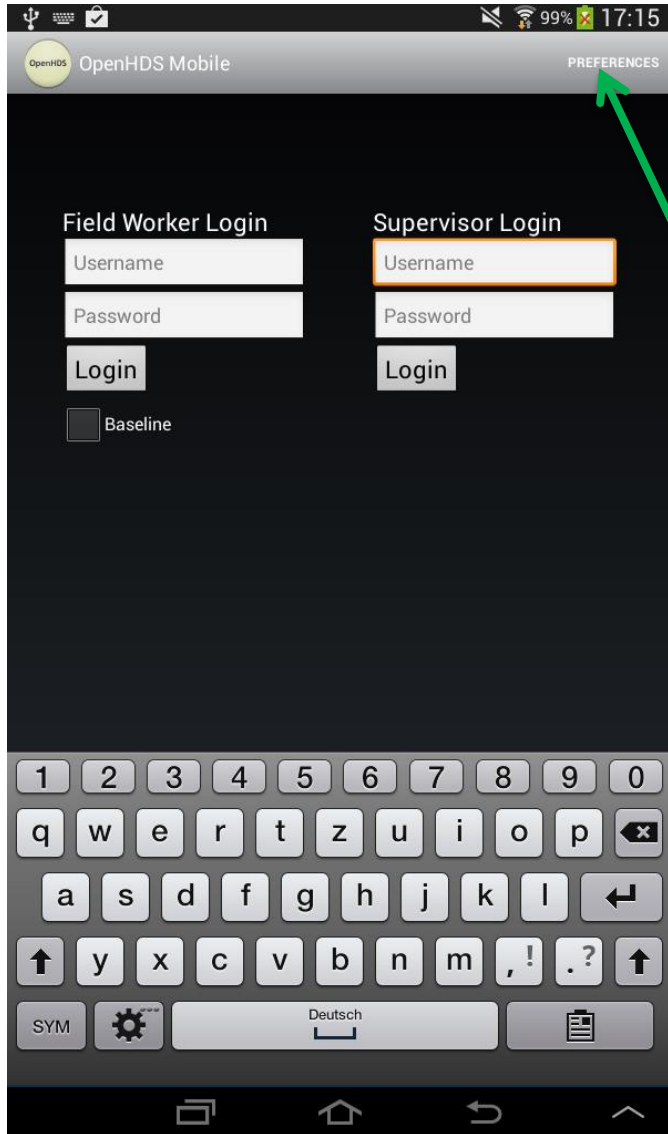 99% 17:15
OpenHDS OpenHDS Mobile PREFERENCES
Field Worker Login Supervisor Login
Username Username
Password Password
Login Login
Baseline
1 2 3 4 5 6 7 8 9 0
q w e r t z u i o p
a s d f g h j k l
y x c v b n m , ! . ?
SYM Deutsch